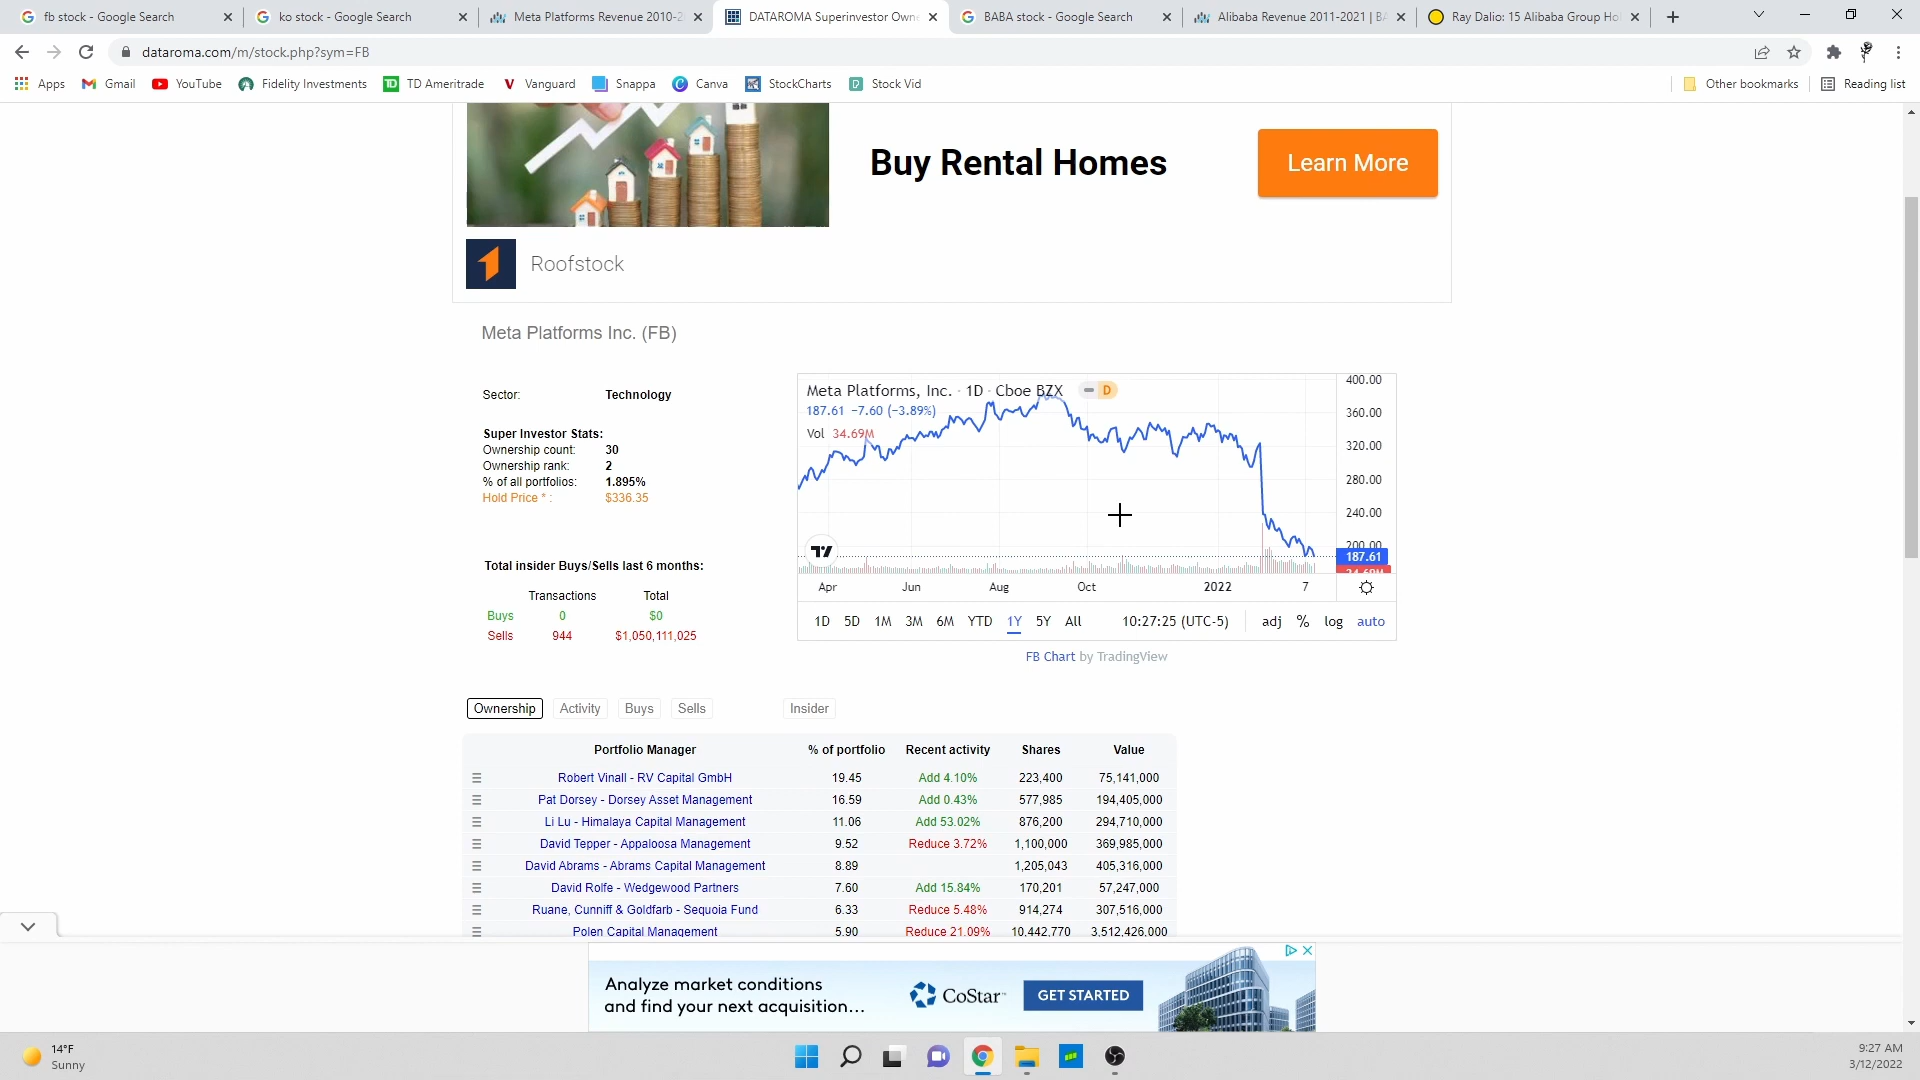 fb stock - Google Search
ko stock - Google Search
Meta Platforms Revenue 2010-2
DATAROMA Superinvestor Owne
BABA stock - Google Search
Alibaba Revenue 2011-2021 | BA
Ray Dalio: 15 Alibaba Group Hol
dataroma.com/m/stock.php?sym=FB
Apps Gmail YouTube Fidelity Investments TD TD Ameritrade V Vanguard Snappa C Canva StockCharts Stock Vid Other bookmarks Reading list
Buy Rental Homes
Learn More
Roofstock
Meta Platforms Inc. (FB)
Sector: Technology
Super Investor Stats:
Ownership count: 30
Ownership rank: 2
% of all portfolios: 1.895%
Hold Price * : $336.35
Total insider Buys/Sells last 6 months:
Transactions Total
Buys 0 $0
Sells 944 $1,050,111,025
Meta Platforms, Inc. · 1D · Cboe BZX D
187.61 −7.60 (−3.89%)
Vol 34.69M
400.00
360.00
320.00
280.00
240.00
200.00
187.61
34.69M
Apr Jun Aug Oct 2022 7
1D 5D 1M 3M 6M YTD 1Y 5Y All 10:27:25 (UTC-5) adj % log auto
FB Chart by TradingView
Ownership Activity Buys Sells Insider
Portfolio Manager % of portfolio Recent activity Shares Value
Robert Vinall - RV Capital GmbH 19.45 Add 4.10% 223,400 75,141,000
Pat Dorsey - Dorsey Asset Management 16.59 Add 0.43% 577,985 194,405,000
Li Lu - Himalaya Capital Management 11.06 Add 53.02% 876,200 294,710,000
David Tepper - Appaloosa Management 9.52 Reduce 3.72% 1,100,000 369,985,000
David Abrams - Abrams Capital Management 8.89 1,205,043 405,316,000
David Rolfe - Wedgewood Partners 7.60 Add 15.84% 170,201 57,247,000
Ruane, Cunniff & Goldfarb - Sequoia Fund 6.33 Reduce 5.48% 914,274 307,516,000
Polen Capital Management 5.90 Reduce 21.09% 10,442,770 3,512,426,000
Analyze market conditions
and find your next acquisition...
CoStar
GET STARTED
14°F
Sunny
9:27 AM
3/12/2022